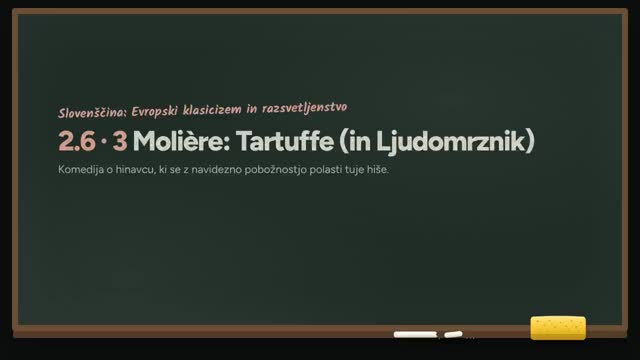 Slovenščina: Evropski klasicizem in razsvetljenstvo
2.6 · 3 Molière: Tartuffe (in Ljudomrznik)
Komedija o hinavcu, ki se z navidezno pobožnostjo polasti tuje hiše.